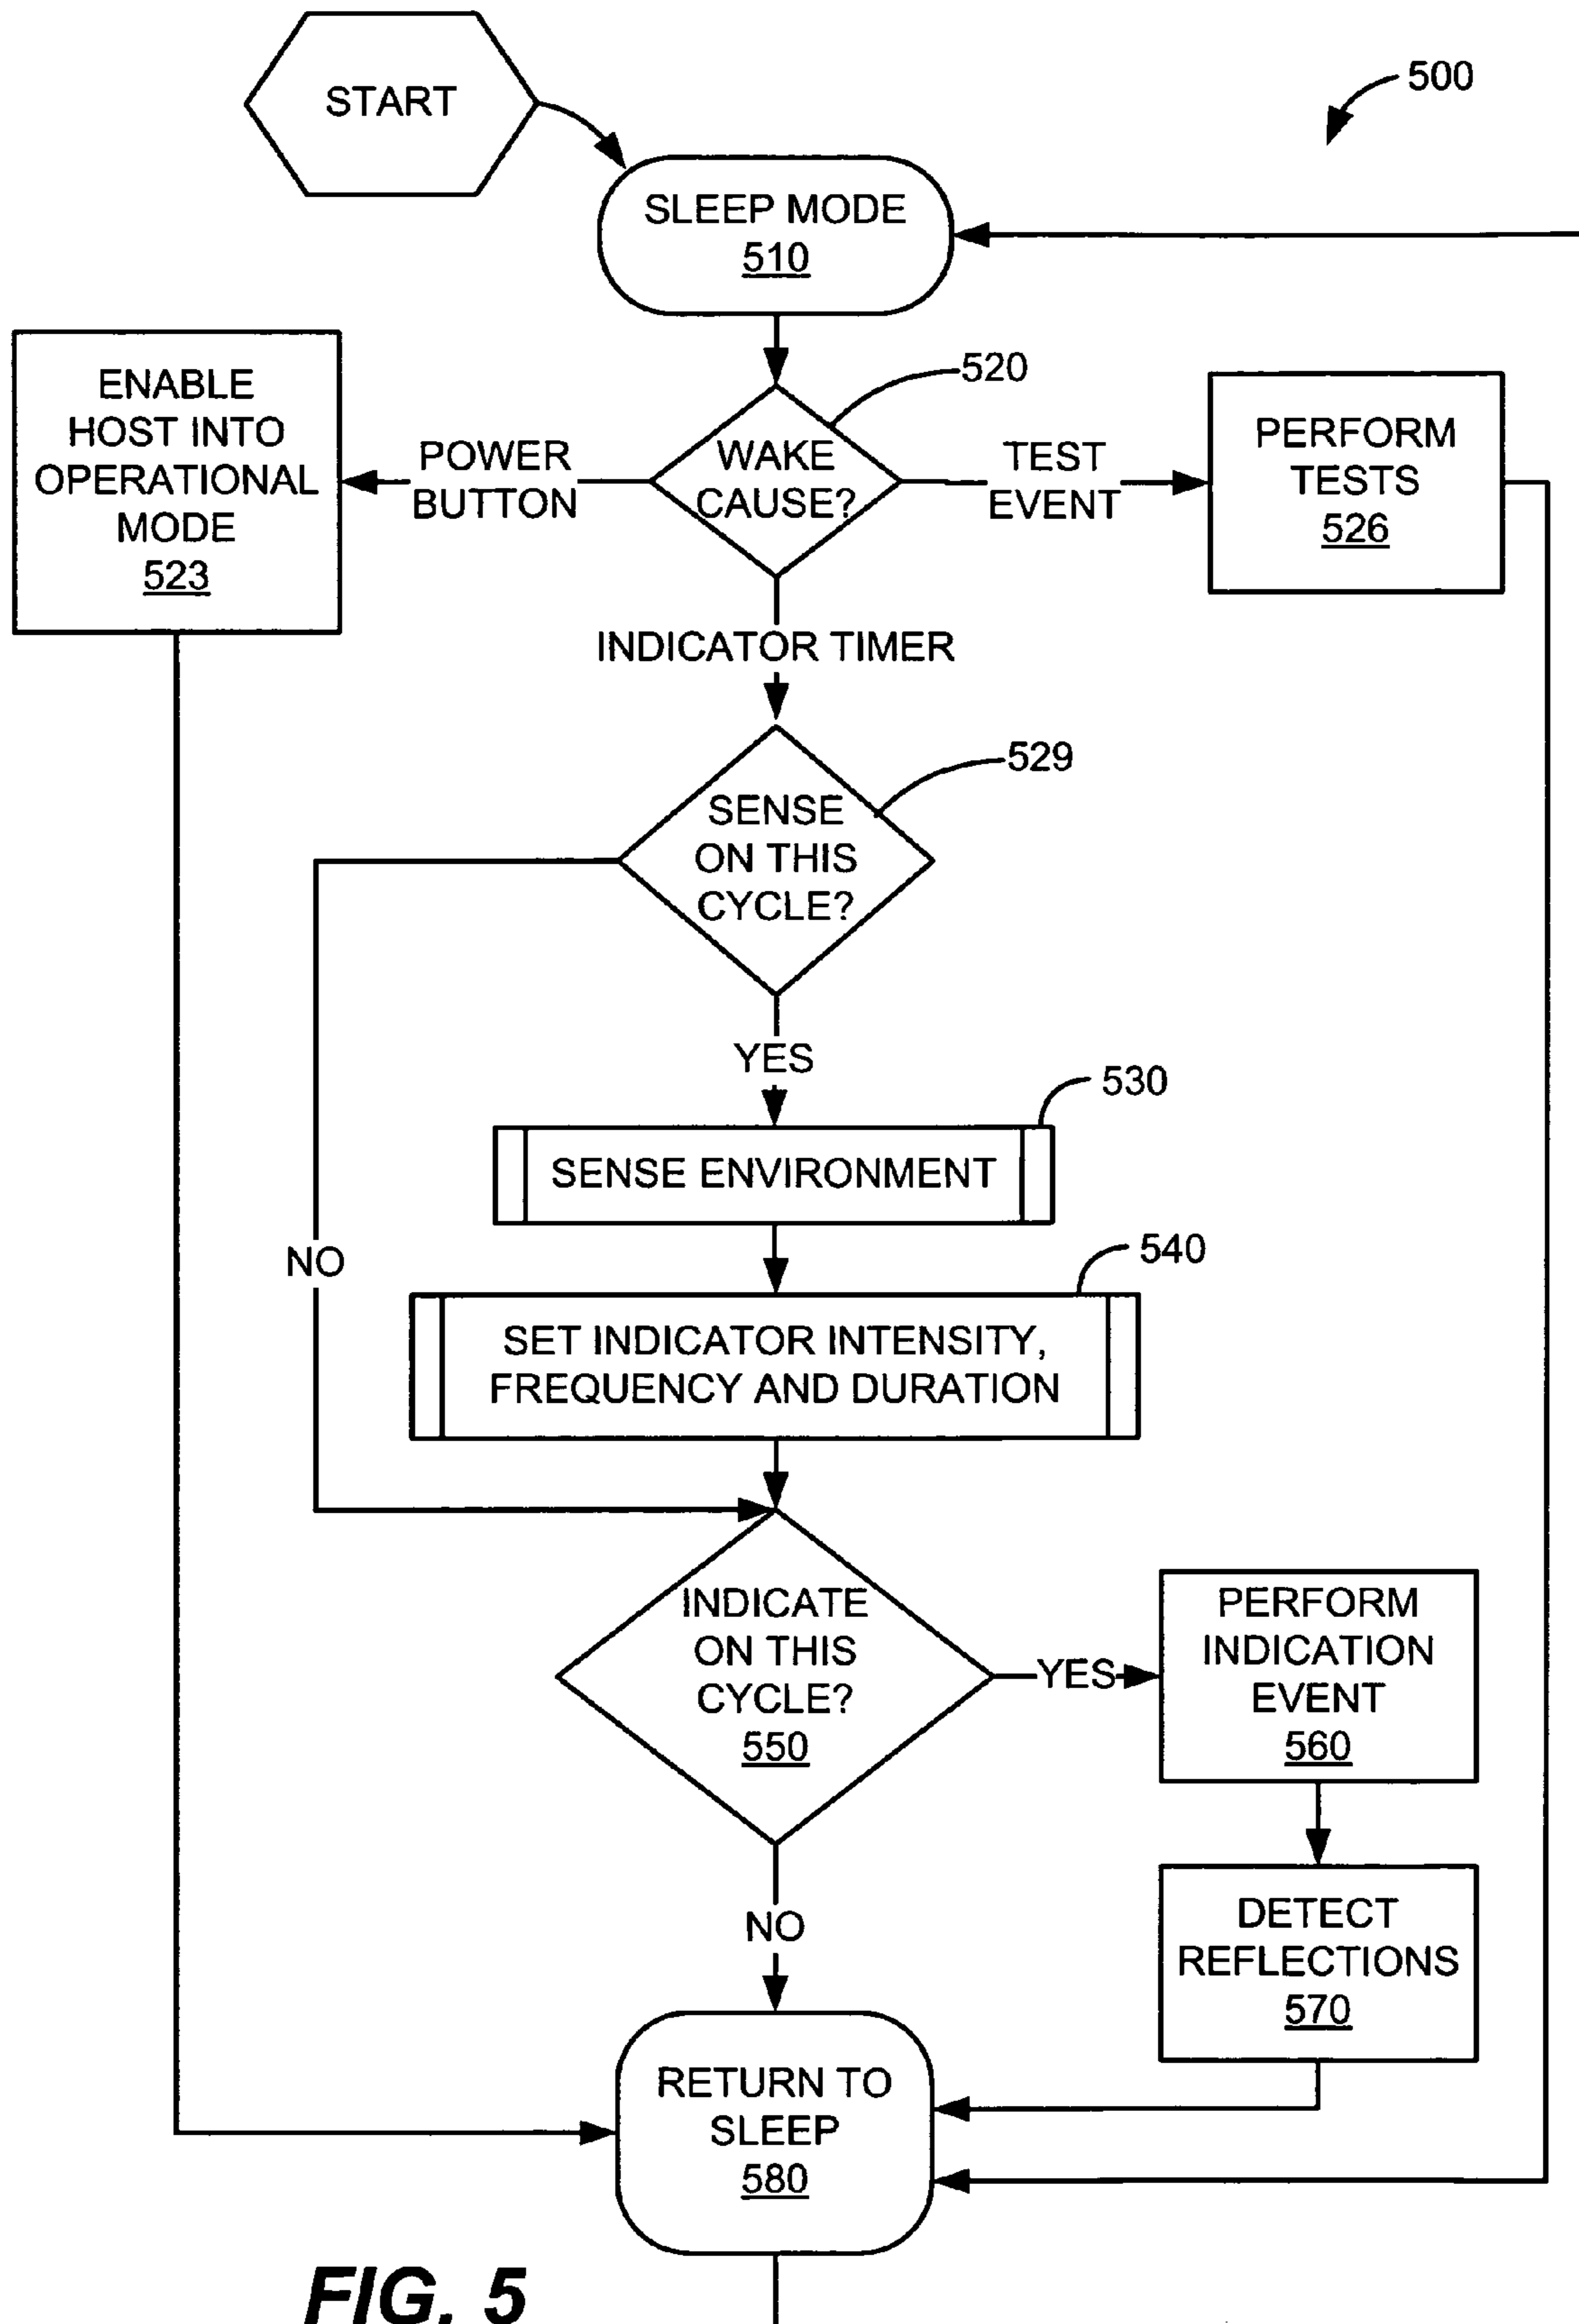 START
500
SLEEP MODE
510
520
ENABLE
HOST INTO
OPERATIONAL
MODE
523
POWER
BUTTON
WAKE
CAUSE?
TEST
EVENT
PERFORM
TESTS
526
INDICATOR TIMER
529
SENSE
ON THIS
CYCLE?
YES
530
SENSE ENVIRONMENT
NO
540
SET INDICATOR INTENSITY,
FREQUENCY AND DURATION
INDICATE
ON THIS
CYCLE?
550
YES
PERFORM
INDICATION
EVENT
560
NO
DETECT
REFLECTIONS
570
RETURN TO
SLEEP
580
FIG. 5